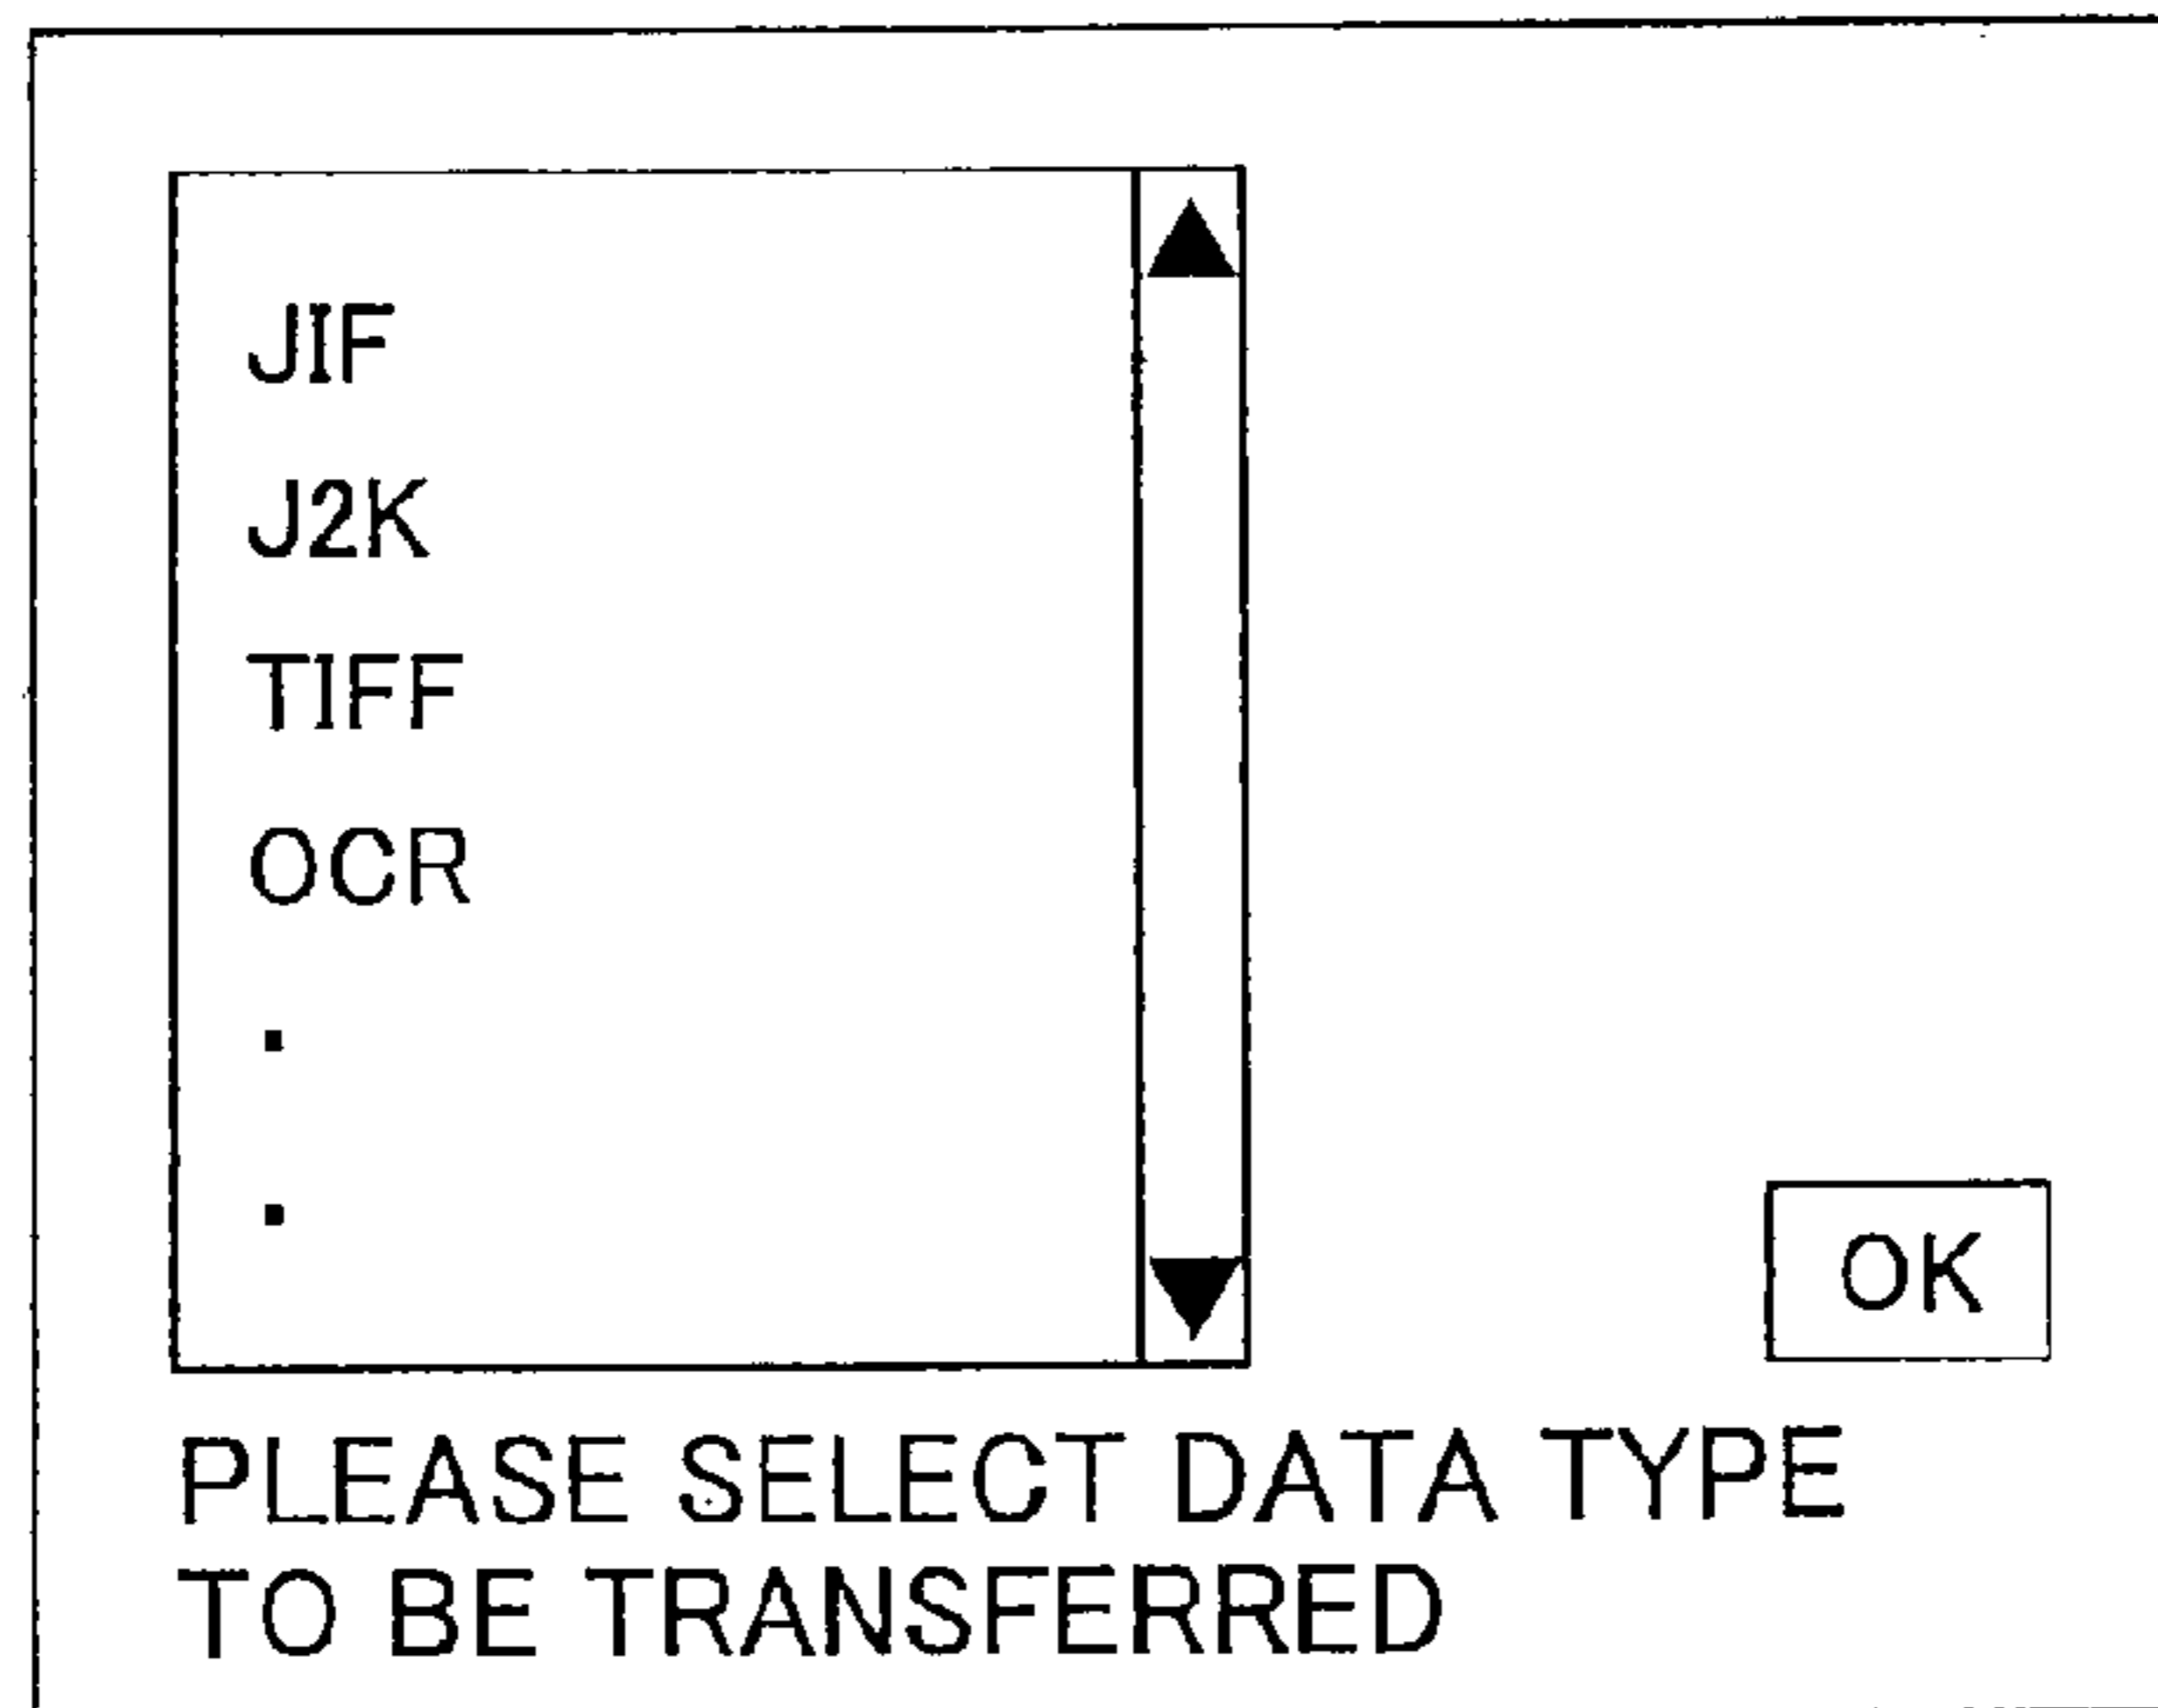 JIF
J2K
TIFF
OCR
.
.
OK
PLEASE SELECT DATA TYPE
TO BE TRANSFERRED